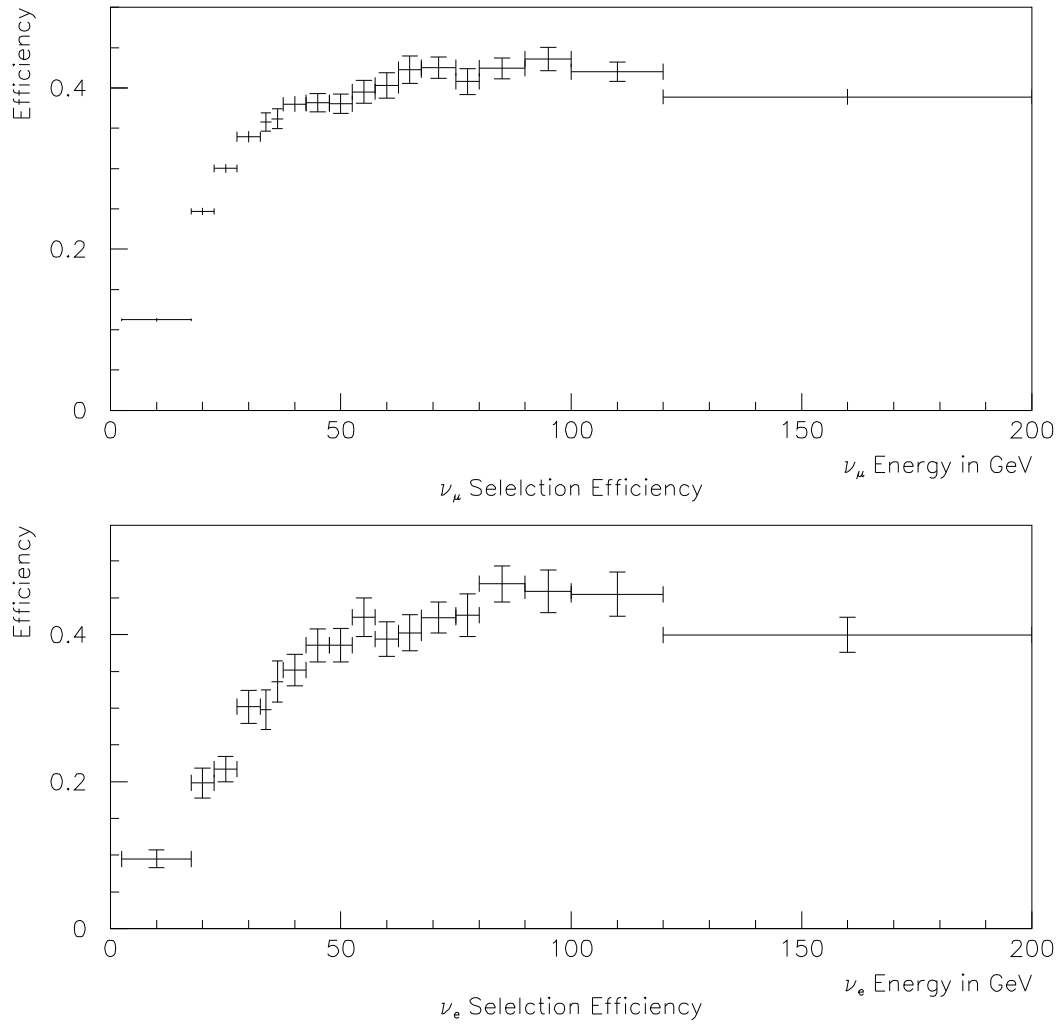 Efficiency
0.4
0.2
0
0 50 100 150 200
ν_μ Energy in GeV
ν_μ Selelction Efficiency
Efficiency
0.4
0.2
0
0 50 100 150 200
ν_e Energy in GeV
ν_e Selelction Efficiency